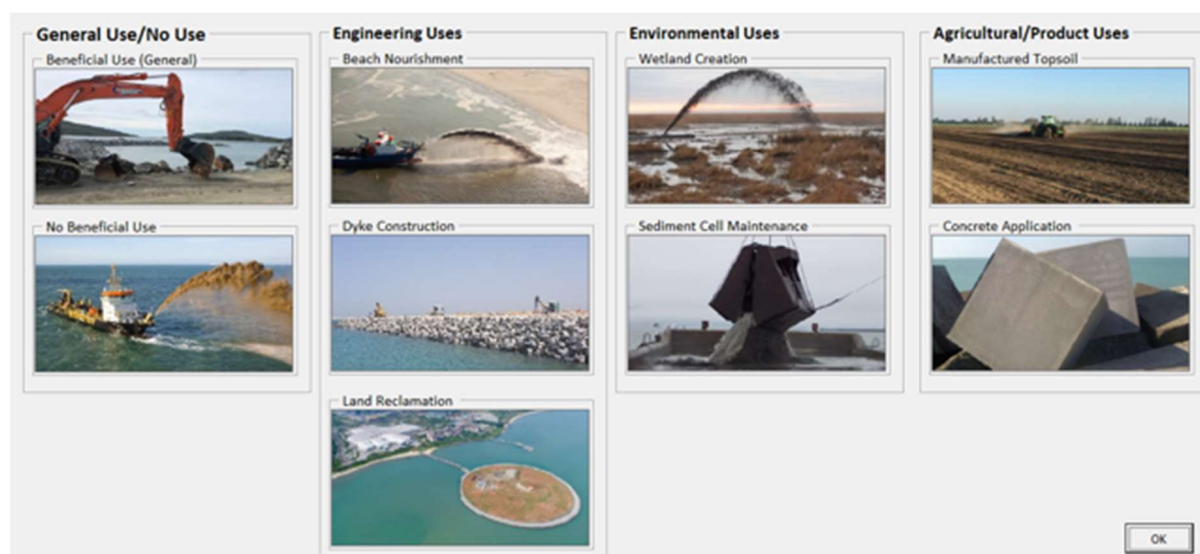 General Use/No Use
Beneficial Use (General)
No Beneficial Use
Engineering Uses
Beach Nourishment
Dyke Construction
Land Reclamation
Environmental Uses
Wetland Creation
Sediment Cell Maintenance
Agricultural/Product Uses
Manufactured Topsoil
Concrete Application
OK